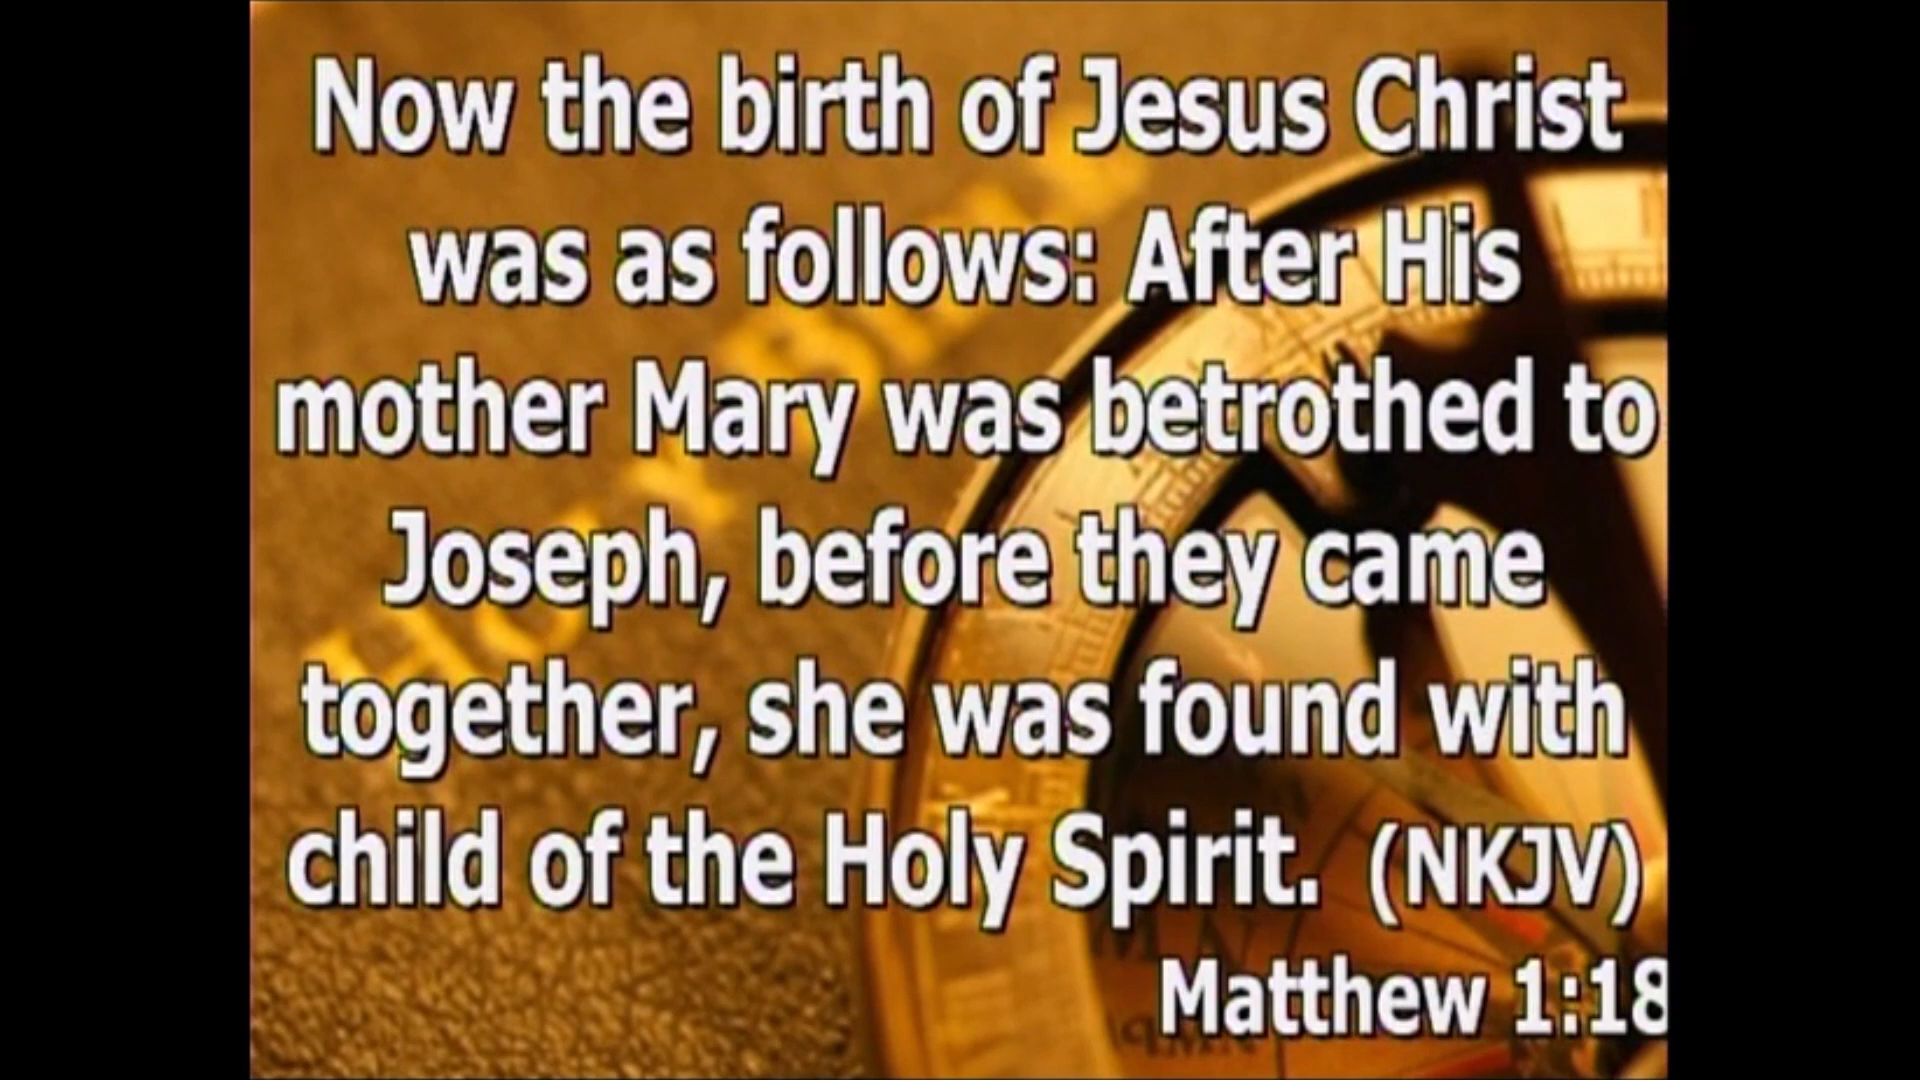 Now the birth of Jesus Christ
was as follows: After His
mother Mary was betrothed to
Joseph, before they came
together, she was found with
child of the Holy Spirit. (NKJV)
Matthew 1:18